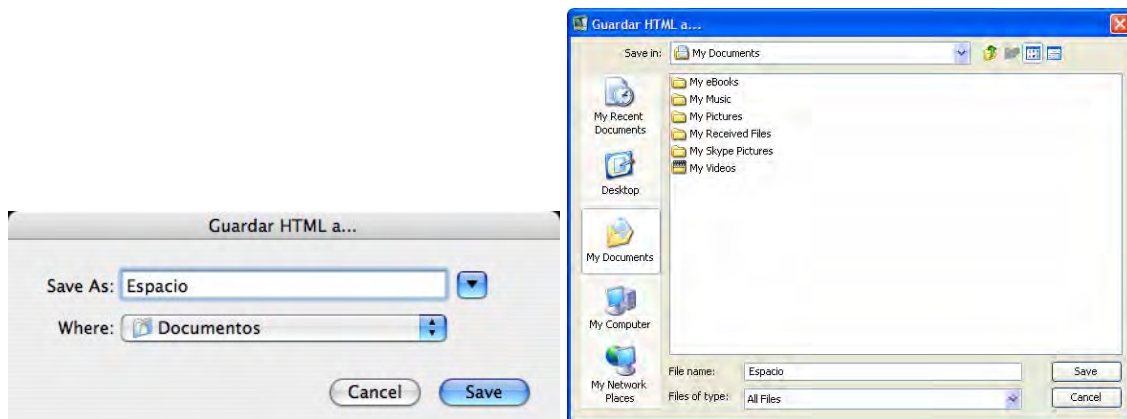 Guardar HTML a...
Save As: Espacio
Where: Documentos
Cancel Save
Guardar HTML a...
Save in: My Documents
My Recent
Documents
Desktop
My Documents
My Computer
My Network
Places
My eBooks
My Music
My Pictures
My Received Files
My Skype Pictures
My Videos
File name: Espacio Save
Files of type: All Files Cancel